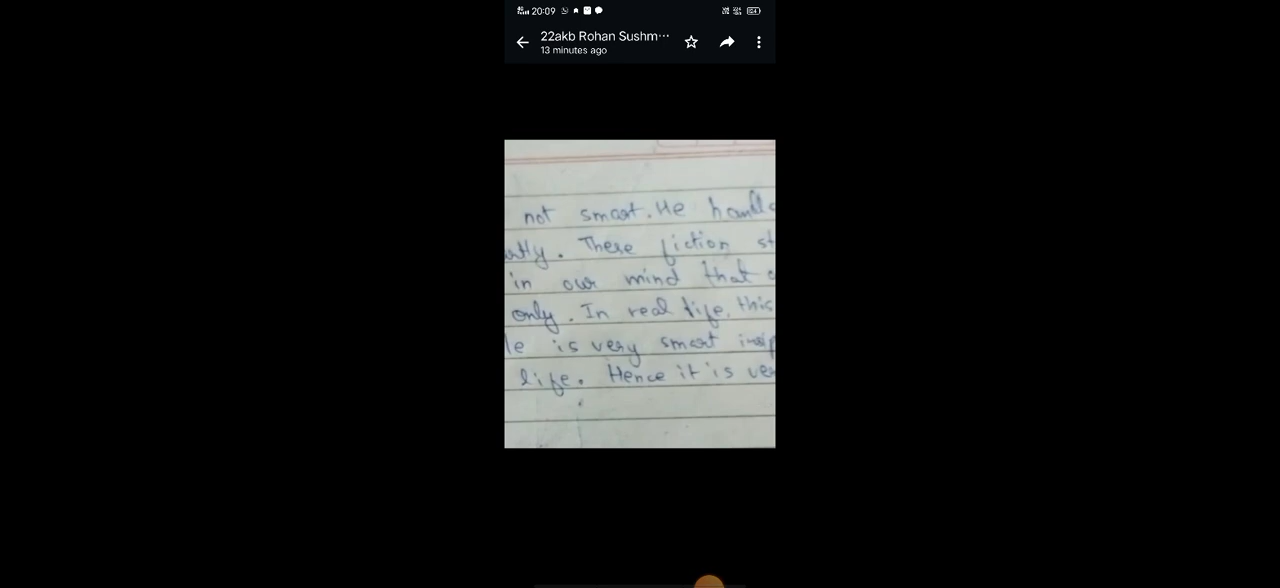 20:09
22akb Rohan Sushm...
13 minutes ago
not smart. He
. These fiction
in our mind that
only. In real life, this
is very smart
life. Hence it is